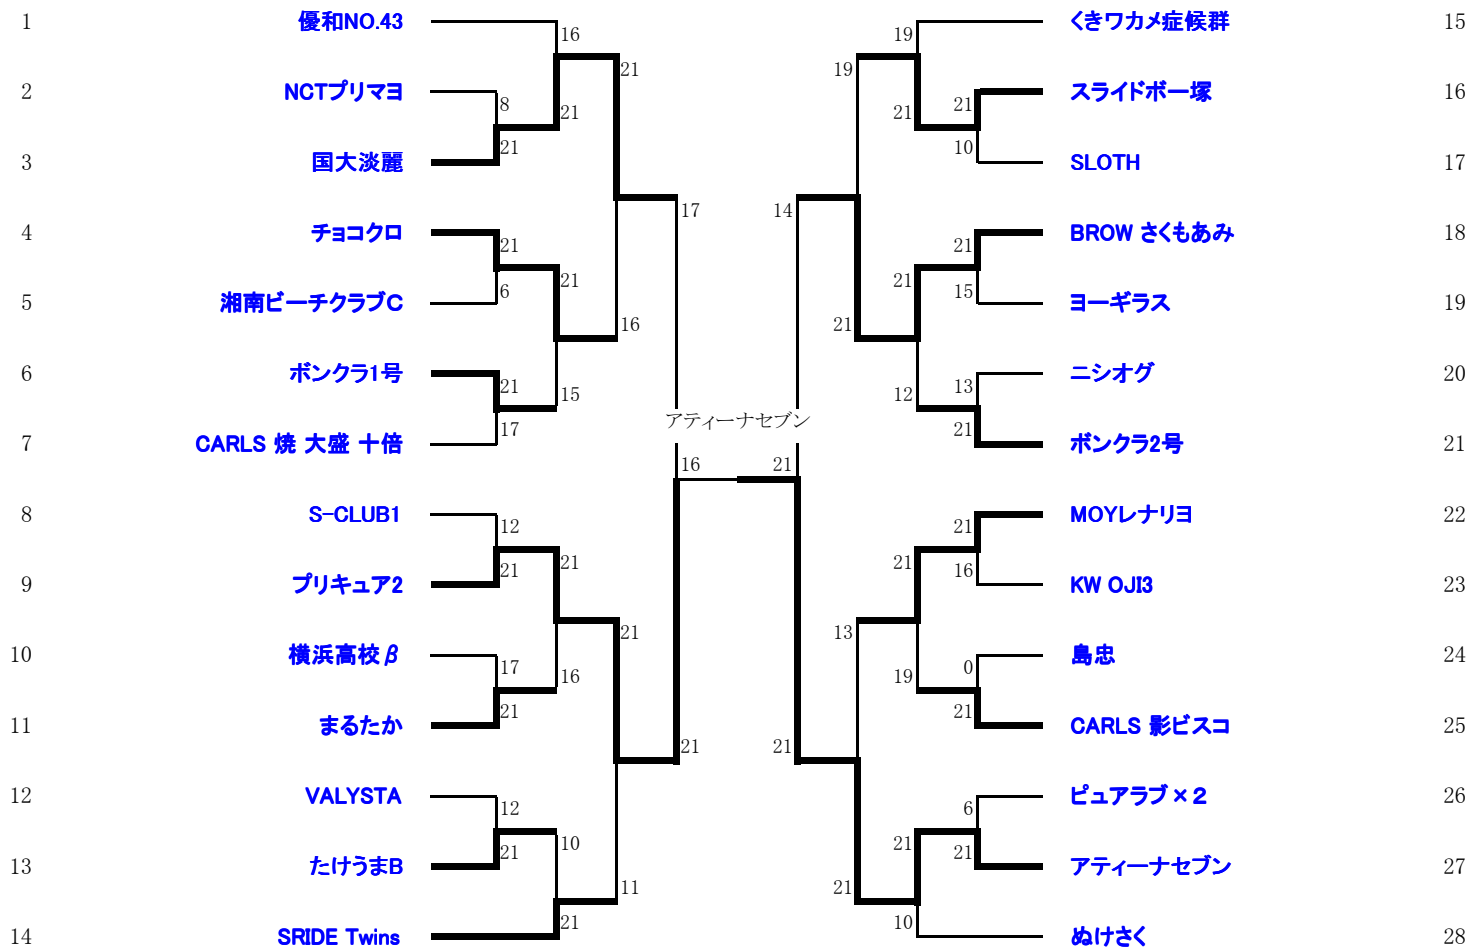 1 優和NO.43 16 19 くきワカメ症候群 15
21 19
2 NCTプリマヨ 8 21 21 21 スライドボー塚 16
3 国大淡麗 21 10 SLOTH 17
17 14
4 チョコクロ 21 21 BROW さくもあみ 18
21 21
5 湘南ビーチクラブC 6 15 ヨーギラス 19
16 21
6 ボンクラ1号 21 15 12 13 ニシオグ 20
アティーナセブン
7 CARLS 焼 大盛 十倍 17 21 ボンクラ2号 21
16 21
8 S-CLUB1 12 21 MOYレナリヨ 22
9 プリキュア2 21 21 21 16 KW OJI3 23
21 13
10 横浜高校β 17 16 19 0 島忠 24
11 まるたか 21 21 CARLS 影ビスコ 25
21 21
12 VALYSTA 12 6 ピュアラブ×2 26
10 21
13 たけうまB 21 21 アティーナセブン 27
11 21
14 SRIDE Twins 21 10 ぬけさく 28